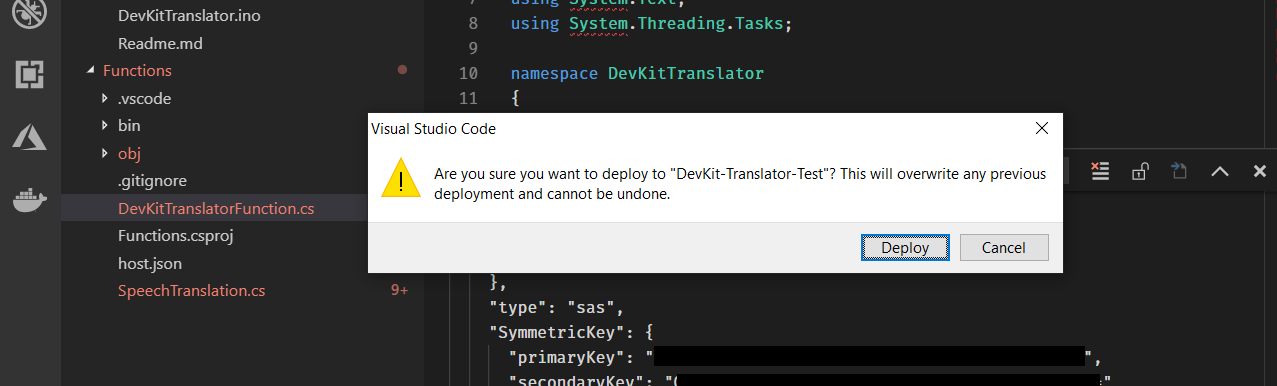 DevKitTranslator.ino
Readme.md
Functions
.vscode
bin
obj
.gitignore
DevKitTranslatorFunction.cs
Functions.csproj
host.json
SpeechTranslation.cs 9+
7 using System.Text;
8 using System.Threading.Tasks;
9
10 namespace DevKitTranslator
11 {
Visual Studio Code
Are you sure you want to deploy to "DevKit-Translator-Test"? This will overwrite any previous
deployment and cannot be undone.
Deploy Cancel
},
"type": "sas",
"SymmetricKey": {
"primaryKey": " ",
"secondaryKey": "